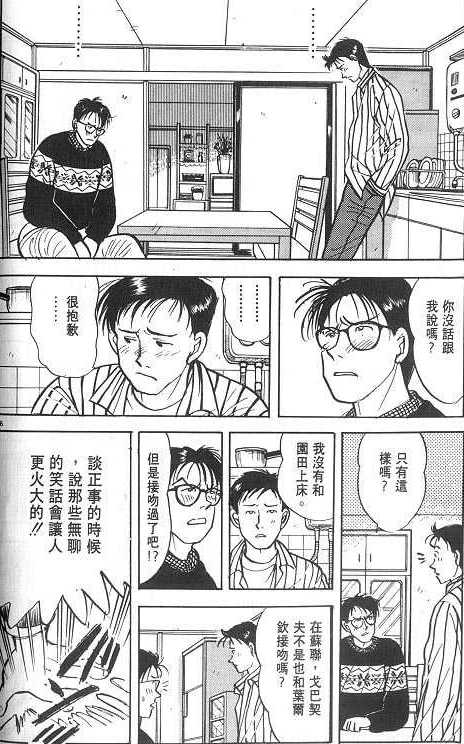 ……
……
你沒話跟
我說嗎？
……
很抱歉
……
只有這
樣嗎？
我沒有和
園田上床。
但是接吻過了吧!?
在蘇聯，戈巴契
夫不是也和葉爾
欽接吻嗎？
談正事的時候
，說那些無聊
的笑話會讓人
更火大的!!